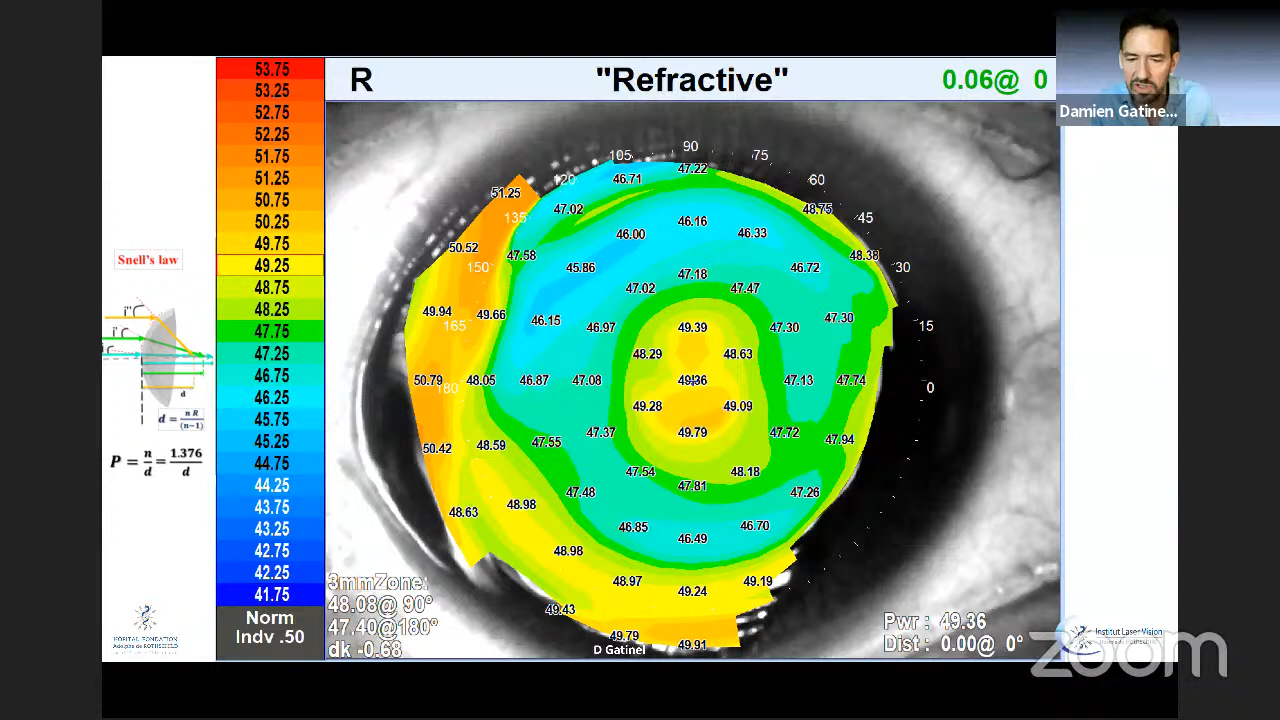 53.75
53.25
52.75
52.25
51.75
51.25
50.75
50.25
49.75
49.25
48.75
48.25
47.75
47.25
46.75
46.25
45.75
45.25
44.75
44.25
43.75
43.25
42.75
42.25
41.75
Norm
Indv .50
R
"Refractive"
0.06@ 0
Damien Gatine...
Snell's law
i''
i'
i
d
d = n R / (n−1)
P = n / d = 1.376 / d
HÔPITAL FONDATION
Adolphe de ROTHSCHILD
105 90 75
120 60
135 45
150 30
165 15
180 0
46.71 47.22
51.25 47.02 48.75
46.00 46.16 46.33
50.52 47.58 45.86 46.72 48.38
47.02 47.18 47.47
49.94 49.66 46.15 46.97 49.39 47.30 47.30
48.29 48.63
50.79 48.05 46.87 47.08 49.36 47.13 47.74
49.28 49.09
50.42 48.59 47.55 47.37 49.79 47.72 47.94
47.54 48.18
47.48 47.81 47.26
48.63 48.98
46.85 46.49 46.70
48.98
48.97 49.24 49.19
49.43
49.79 49.91
D Gatinel
3mmZone:
48.08@ 90°
47.40@180°
dk -0.68
Pwr : 49.36
Dist : 0.00@ 0°
Institut Laser Vision
zoom